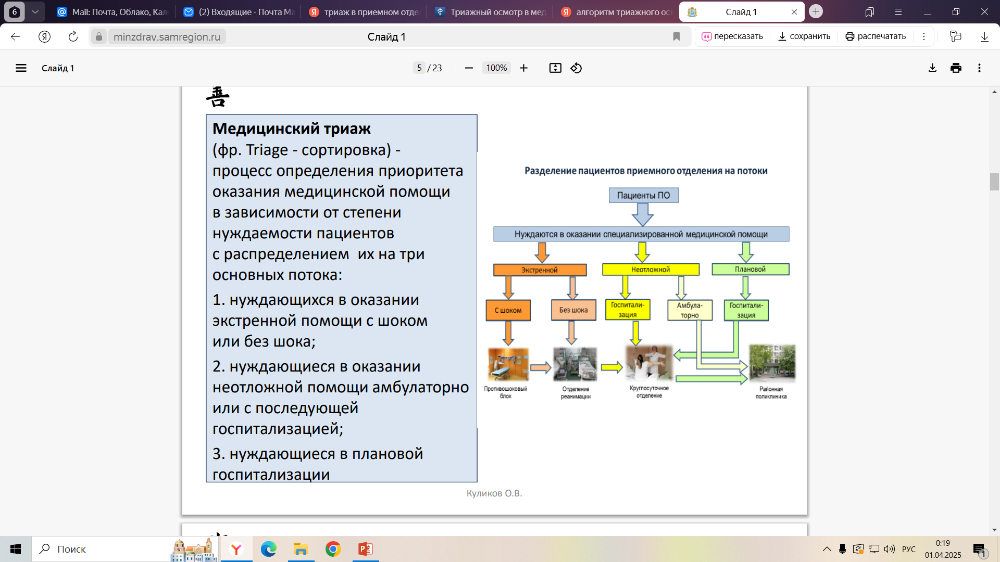 6
Mail: Почта, Облако, Кал
(2) Входящие - Почта Ма
триаж в приемном отде
Триажный осмотр в мед
алгоритм триажного ос
Слайд 1
minzdrav.samregion.ru
Слайд 1
пересказать
сохранить
распечатать
Слайд 1
5 / 23
100%
善
Медицинский триаж
(фр. Triage - сортировка) -
процесс определения приоритета
оказания медицинской помощи
в зависимости от степени
нуждаемости пациентов
с распределением их на три
основных потока:
1. нуждающихся в оказании
экстренной помощи с шоком
или без шока;
2. нуждающиеся в оказании
неотложной помощи амбулаторно
или с последующей
госпитализацией;
3. нуждающиеся в плановой
госпитализации
Разделение пациентов приемного отделения на потоки
Пациенты ПО
Нуждаются в оказании специализированной медицинской помощи
Экстренной
Неотложной
Плановой
С шоком
Без шока
Госпитали-
зация
Амбула-
торно
Госпитали-
зация
Противошоковый
блок
Отделение
реанимации
Круглосуточное
отделение
Районная
поликлиника
Куликов О.В.
Поиск
РУС
0:19
01.04.2025
1